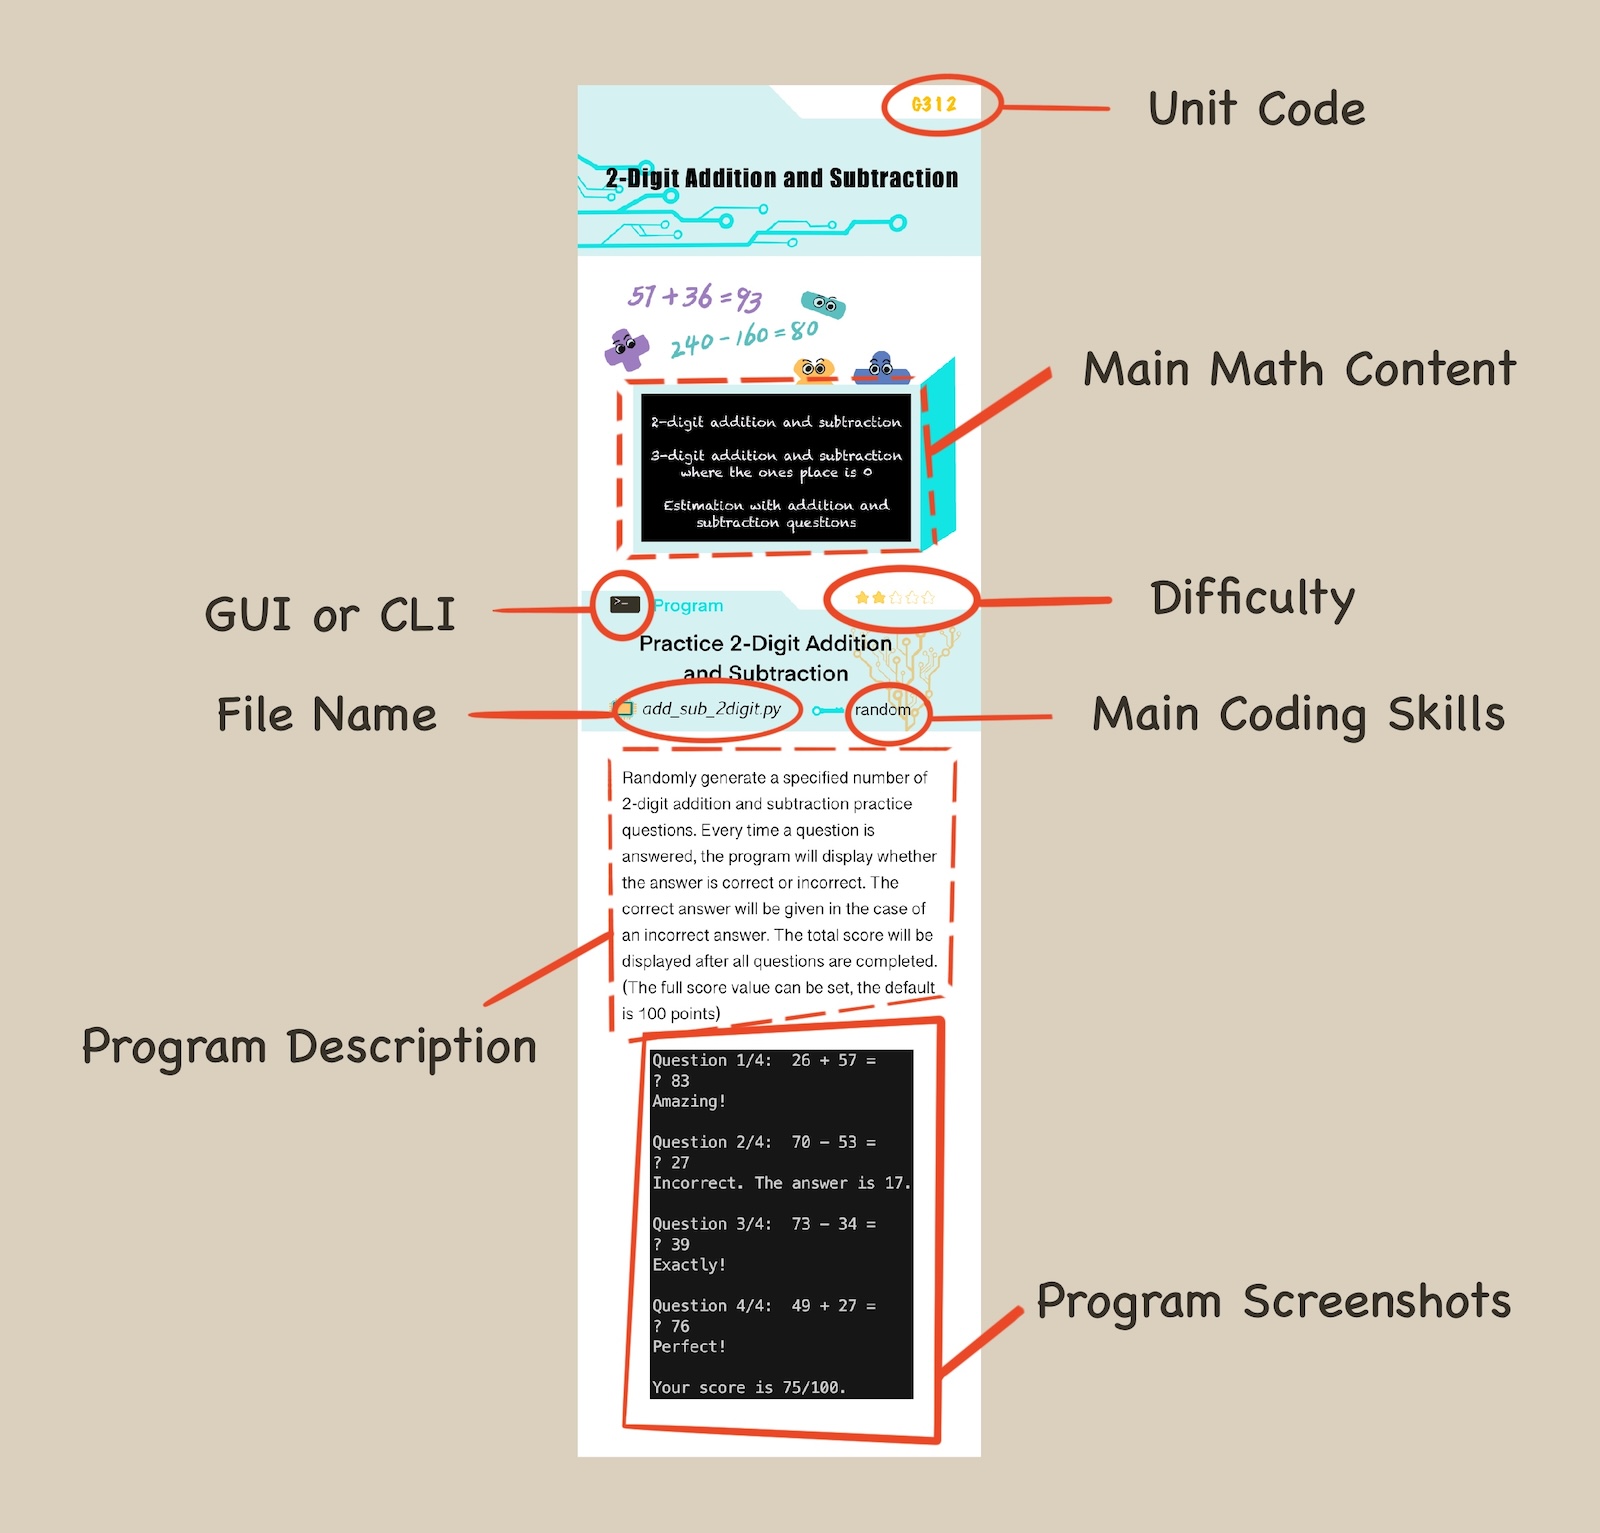 G312
Unit Code
2-Digit Addition and Subtraction
57+36=93
240-160=80
Main Math Content
2-digit addition and subtraction
3-digit addition and subtraction
where the ones place is 0
Estimation with addition and
subtraction questions
GUI or CLI
>_
Program
Difficulty
Practice 2-Digit Addition
and Subtraction
File Name
add_sub_2digit.py
random
Main Coding Skills
Randomly generate a specified number of
2-digit addition and subtraction practice
questions. Every time a question is
answered, the program will display whether
the answer is correct or incorrect. The
correct answer will be given in the case of
an incorrect answer. The total score will be
displayed after all questions are completed.
(The full score value can be set, the default
is 100 points)
Program Description
Question 1/4:  26 + 57 =
? 83
Amazing!
Question 2/4:  70 - 53 =
? 27
Incorrect. The answer is 17.
Question 3/4:  73 - 34 =
? 39
Exactly!
Question 4/4:  49 + 27 =
? 76
Perfect!
Your score is 75/100.
Program Screenshots